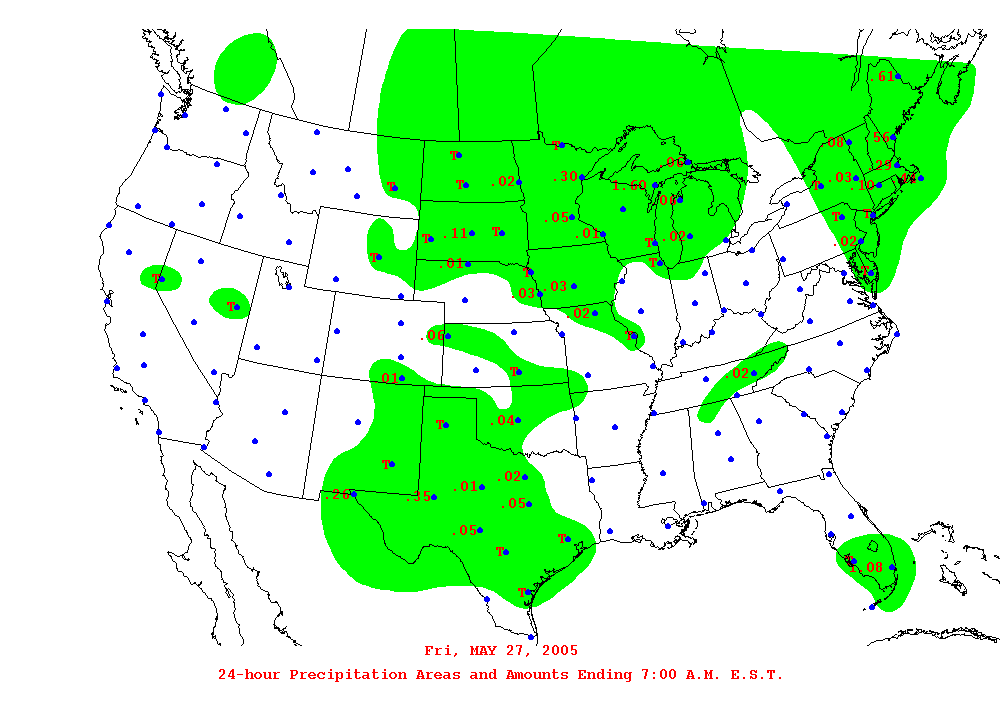 .61
.56
.08
T
T
.06
.29
.30
.03
.10
.42
T
T
.02
1.60
T
.06
.05
T
T
.11
T
.01
T
.02
.02
T
.01
T
T
T
.03
.03
T
.02
.06
T
T
.02
.01
.04
T
T
.02
.26
.35
.01
.05
.05
T
T
T
.08
T
Fri, MAY 27, 2005
24-hour Precipitation Areas and Amounts Ending 7:00 A.M. E.S.T.